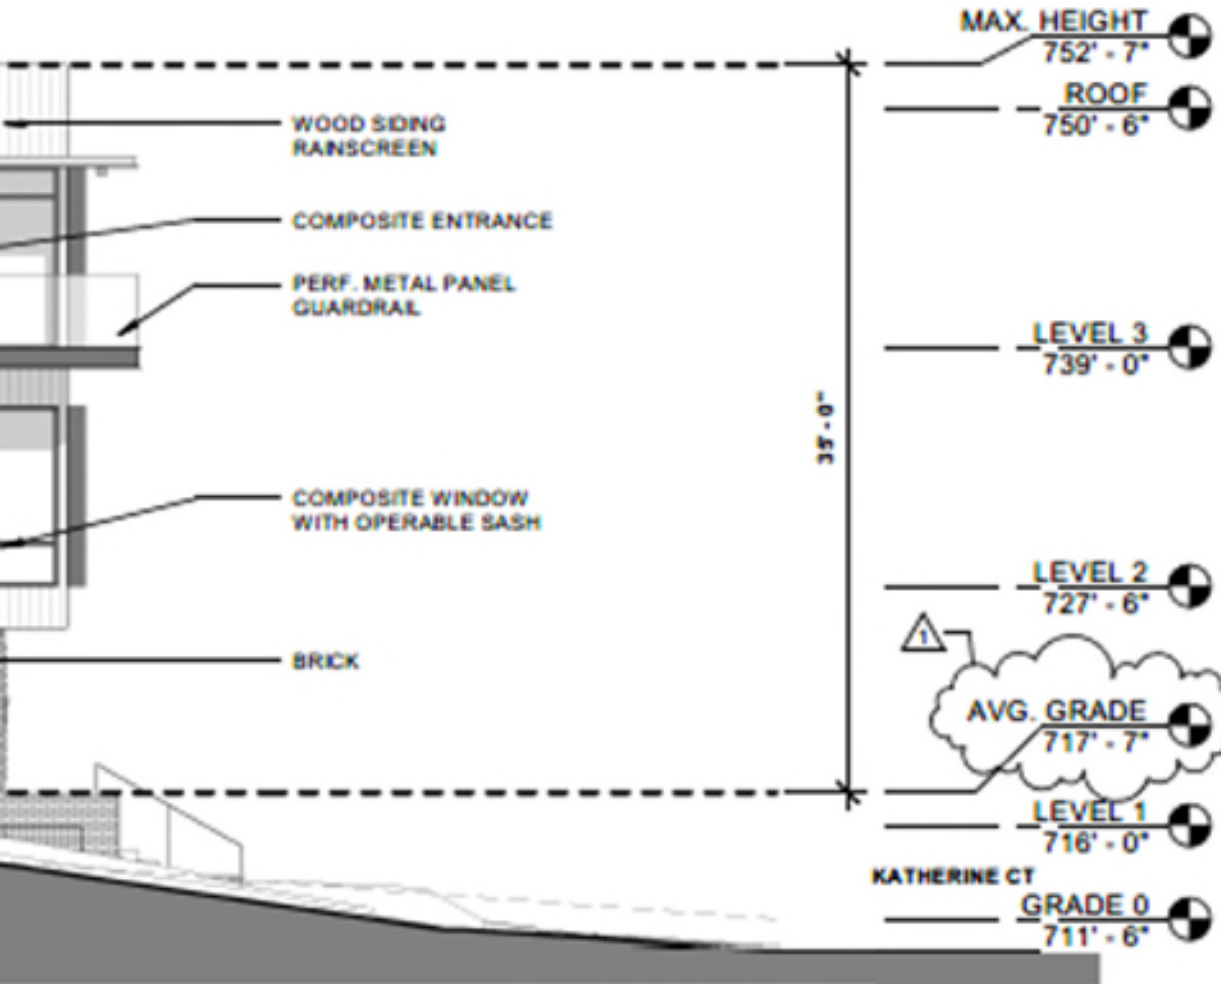 MAX. HEIGHT
752' - 7"
ROOF
750' - 6"
WOOD SIDING
RAINSCREEN
COMPOSITE ENTRANCE
PERF. METAL PANEL
GUARDRAIL
LEVEL 3
739' - 0"
35' - 0"
COMPOSITE WINDOW
WITH OPERABLE SASH
LEVEL 2
727' - 6"
1
BRICK
AVG. GRADE
717' - 7"
LEVEL 1
716' - 0"
KATHERINE CT
GRADE 0
711' - 6"